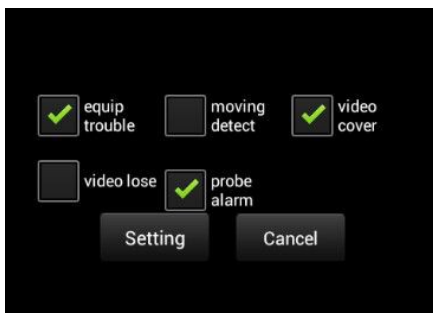 equip
trouble
moving
detect
video
cover
video lose
probe
alarm
Setting
Cancel